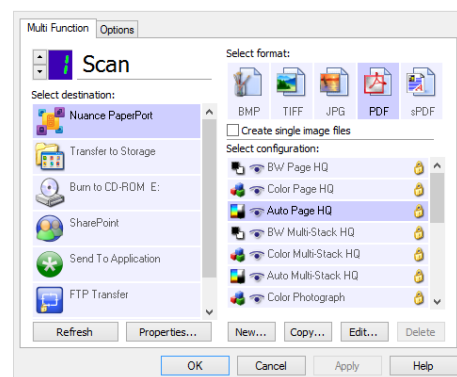 Multi Function
Options
1
Scan
Select destination:
Nuance PaperPort
Transfer to Storage
Burn to CD-ROM E:
SharePoint
Send To Application
FTP Transfer
Refresh
Properties...
Select format:
BMP
TIFF
JPG
PDF
sPDF
Create single image files
Select configuration:
BW Page HQ
Color Page HQ
Auto Page HQ
BW Multi-Stack HQ
Color Multi-Stack HQ
Auto Multi-Stack HQ
Color Photograph
New...
Copy...
Edit...
Delete
OK
Cancel
Apply
Help